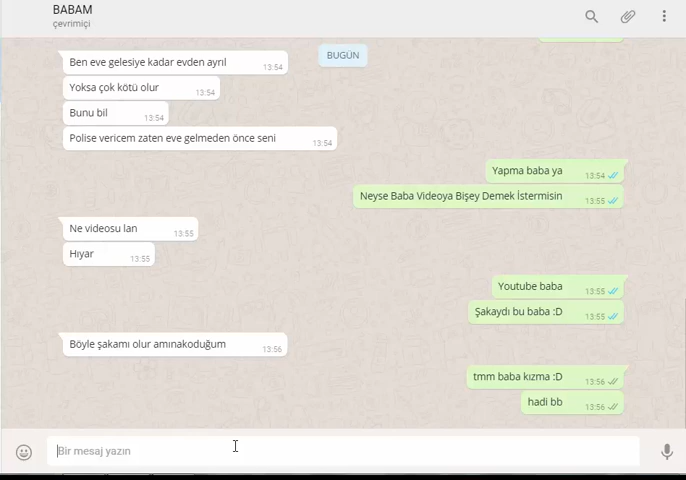 BABAM
çevrimiçi
BUGÜN
Ben eve gelesiye kadar evden ayrıl 13:54
Yoksa çok kötü olur 13:54
Bunu bil 13:54
Polise vericem zaten eve gelmeden önce seni 13:54
Yapma baba ya 13:54
Neyse Baba Videoya Bişey Demek İstermisin 13:55
Ne videosu lan 13:55
Hıyar 13:55
Youtube baba 13:55
Şakaydı bu baba :D 13:55
Böyle şakamı olur amınakoduğum 13:56
tmm baba kızma :D 13:56
hadi bb 13:56
Bir mesaj yazın